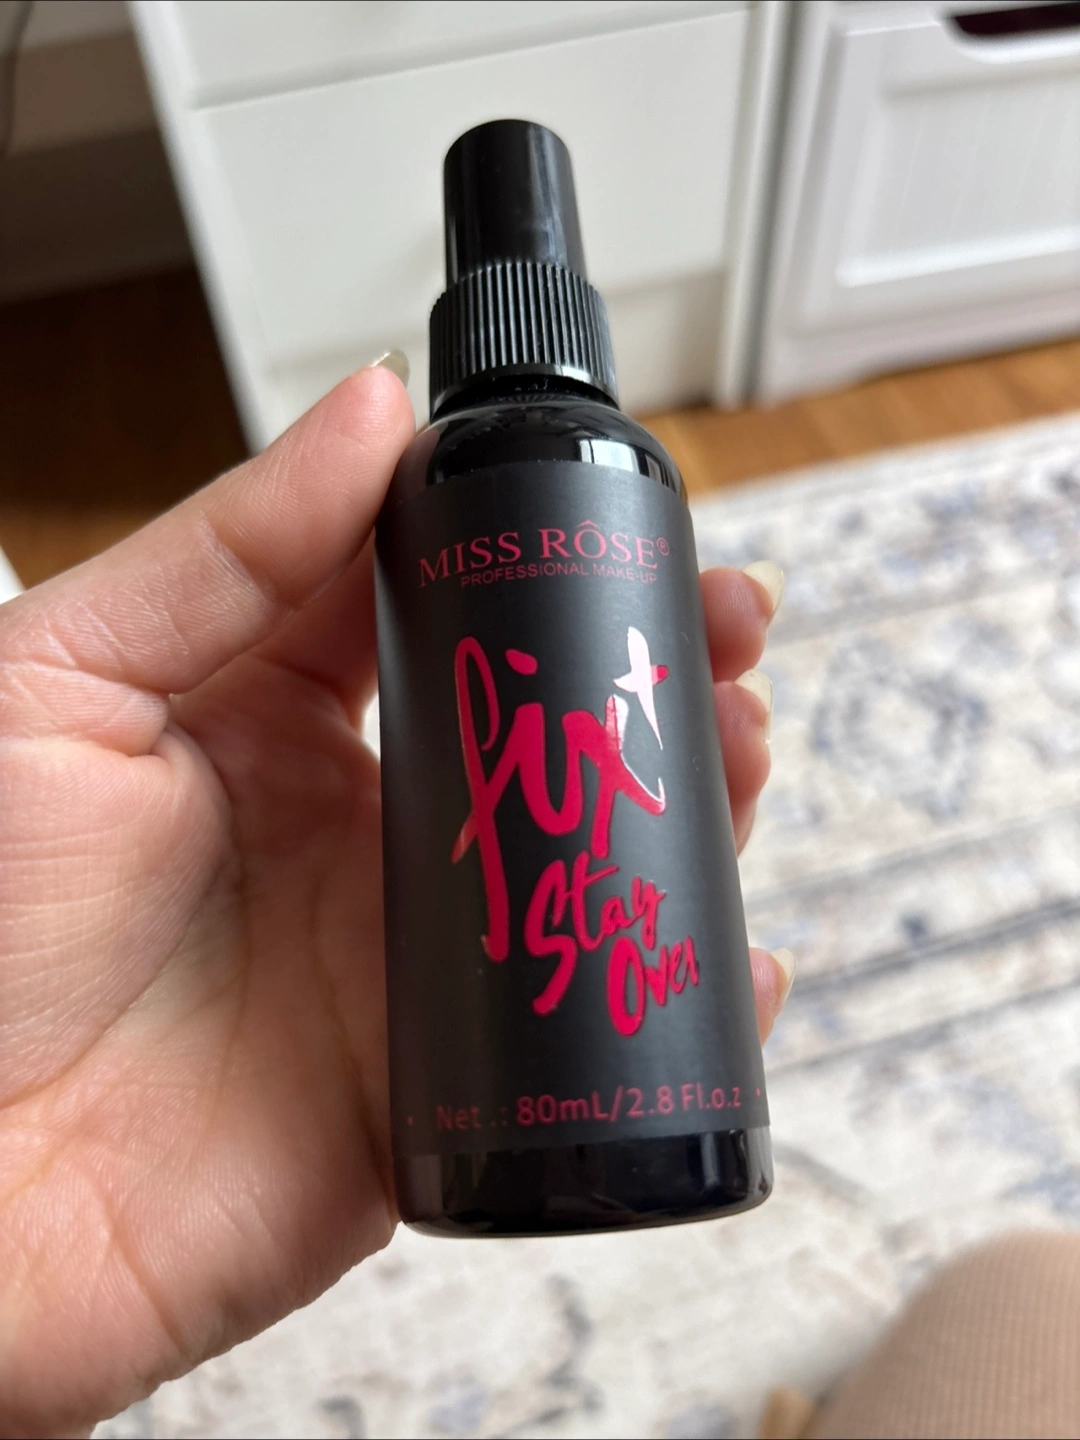 MISS RÔSE®
PROFESSIONAL MAKE-UP
fix+
Stay
Over
Net .: 80mL/2.8 Fl.o.z